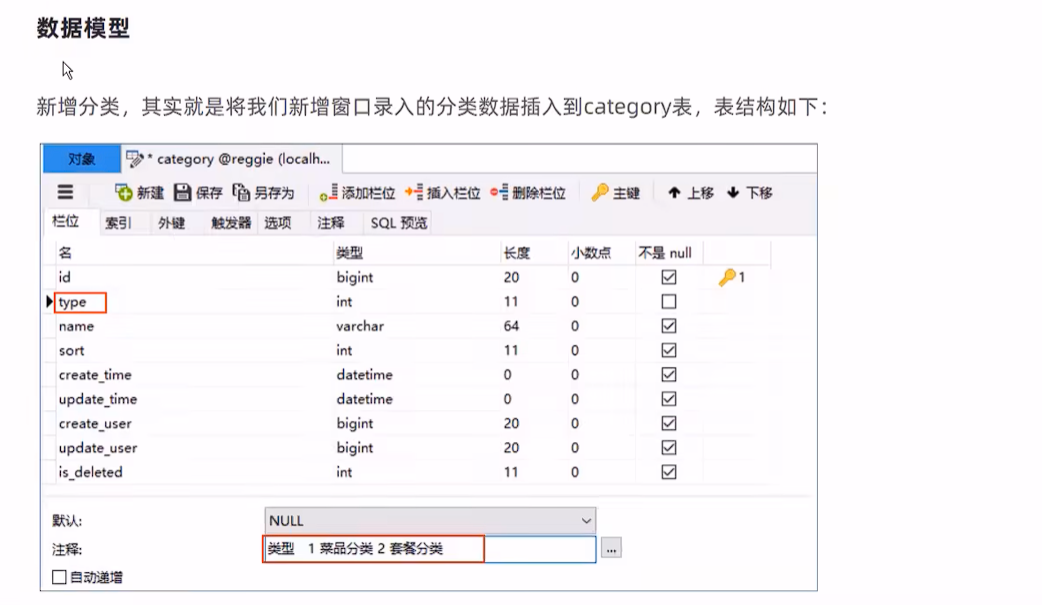 数据模型
新增分类，其实就是将我们新增窗口录入的分类数据插入到category表，表结构如下：
对象 * category @reggie (localh...
新建 保存 另存为 添加栏位 插入栏位 删除栏位 主键 上移 下移
栏位 索引 外键 触发器 选项 注释 SQL 预览
名 类型 长度 小数点 不是 null
id bigint 20 0 1
type int 11 0
name varchar 64 0
sort int 11 0
create_time datetime 0 0
update_time datetime 0 0
create_user bigint 20 0
update_user bigint 20 0
is_deleted int 11 0
默认: NULL
注释: 类型 1 菜品分类 2 套餐分类 ...
自动递增